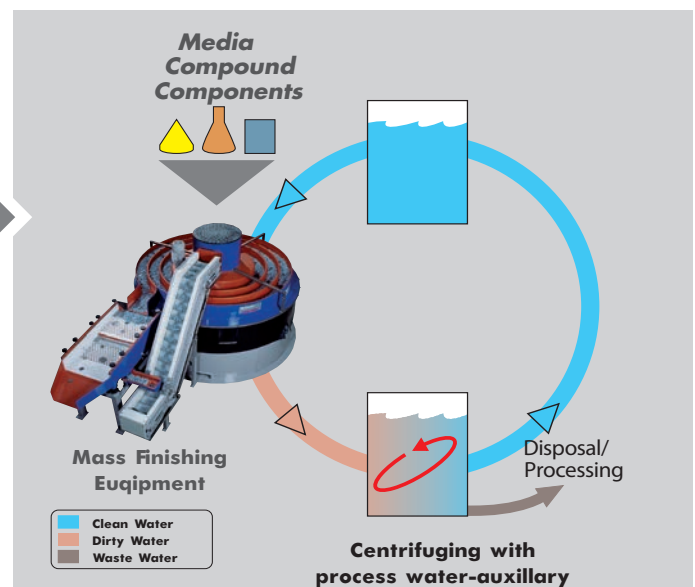 Media
Compound
Components
Mass Finishing
Euqipment
Disposal/
Processing
Clean Water
Dirty Water
Waste Water
Centrifuging with
process water-auxillary